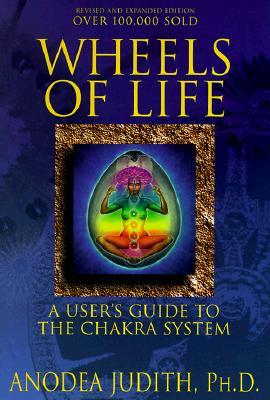 REVISED AND EXPANDED EDITION
OVER 100,000 SOLD
WHEELS
OF LIFE
A USER'S GUIDE TO
THE CHAKRA SYSTEM
ANODEA JUDITH, PH.D.